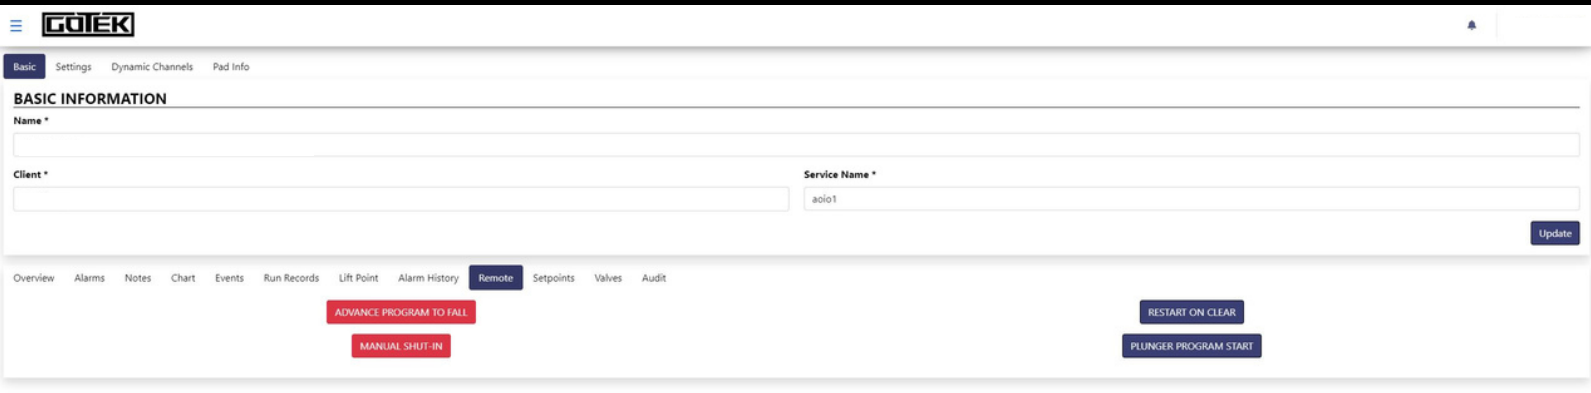 GOTEK
Basic Settings Dynamic Channels Pad Info
BASIC INFORMATION
Name *
Client * Service Name *
aoio1
Update
Overview Alarms Notes Chart Events Run Records Lift Point Alarm History Remote Setpoints Valves Audit
ADVANCE PROGRAM TO FALL RESTART ON CLEAR
MANUAL SHUT-IN PLUNGER PROGRAM START